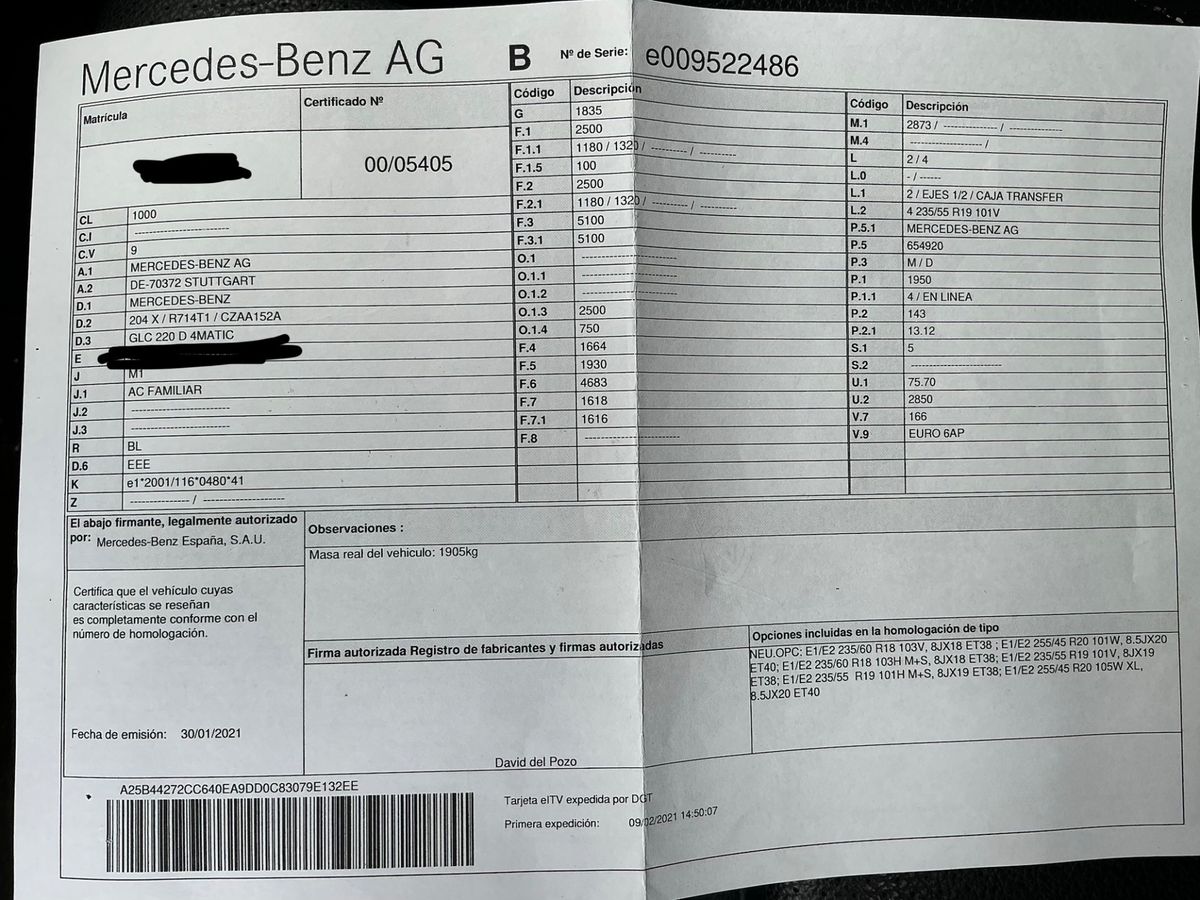 Mercedes-Benz AG
B Nº de Serie: e009522486
Matrícula
Certificado Nº
00/05405
CL 1000
C.I ----------------------
C.V 9
A.1 MERCEDES-BENZ AG
A.2 DE-70372 STUTTGART
D.1 MERCEDES-BENZ
D.2 204 X / R714T1 / CZAA152A
D.3 GLC 220 D 4MATIC
E
J M1
J.1 AC FAMILIAR
J.2 ----------------------
J.3 ----------------------
R BL
D.6 EEE
K e1*2001/116*0480*41
Z -------------- / --------------------
Código Descripción
G 1835
F.1 2500
F.1.1 1180 / 1320 / --------- / ---------
F.1.5 100
F.2 2500
F.2.1 1180 / 1320 / --------- / ---------
F.3 5100
F.3.1 5100
O.1 ----------------------
O.1.1 ----------------------
O.1.2 ----------------------
O.1.3 2500
O.1.4 750
F.4 1664
F.5 1930
F.6 4683
F.7 1618
F.7.1 1616
F.8 ----------------------
Código Descripción
M.1 2873 / -------------- / --------------
M.4 ------------------ /
L 2 / 4
L.0 - / ------
L.1 2 / EJES 1/2 / CAJA TRANSFER
L.2 4 235/55 R19 101V
P.5.1 MERCEDES-BENZ AG
P.5 654920
P.3 M / D
P.1 1950
P.1.1 4 / EN LINEA
P.2 143
P.2.1 13.12
S.1 5
S.2 ----------------------
U.1 75.70
U.2 2850
V.7 166
V.9 EURO 6AP
El abajo firmante, legalmente autorizado
por: Mercedes-Benz España, S.A.U.
Certifica que el vehículo cuyas
características se reseñan
es completamente conforme con el
número de homologación.
Fecha de emisión: 30/01/2021
Observaciones :
Masa real del vehiculo: 1905kg
Firma autorizada Registro de fabricantes y firmas autorizadas
David del Pozo
Opciones incluidas en la homologación de tipo
NEU.OPC: E1/E2 235/60 R18 103V, 8JX18 ET38 ; E1/E2 255/45 R20 101W, 8.5JX20
ET40; E1/E2 235/60 R18 103H M+S, 8JX18 ET38; E1/E2 235/55 R19 101V, 8JX19
ET38; E1/E2 235/55 R19 101H M+S, 8JX19 ET38; E1/E2 255/45 R20 105W XL,
8.5JX20 ET40
A25B44272CC640EA9DD0C83079E132EE
Tarjeta eITV expedida por DGT
Primera expedición: 09/02/2021 14:50:07